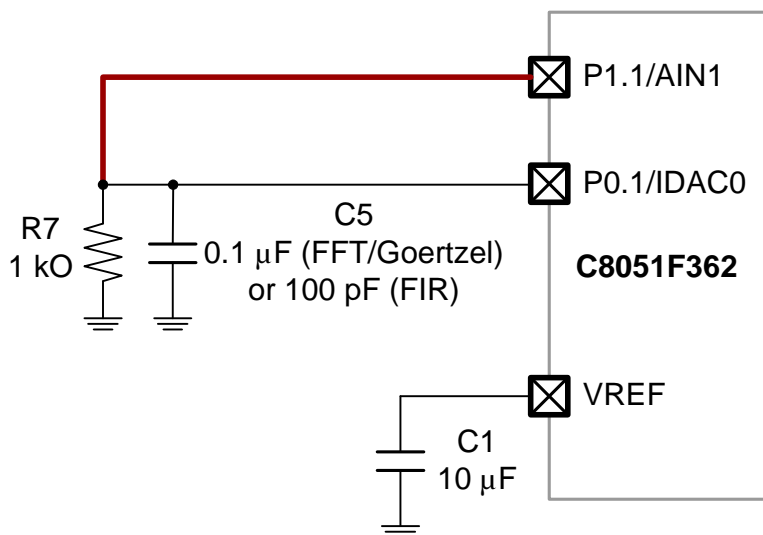 P1.1/AIN1
P0.1/IDAC0
R7
1 kO
C5
0.1 μF (FFT/Goertzel)
or 100 pF (FIR)
C8051F362
VREF
C1
10 μF